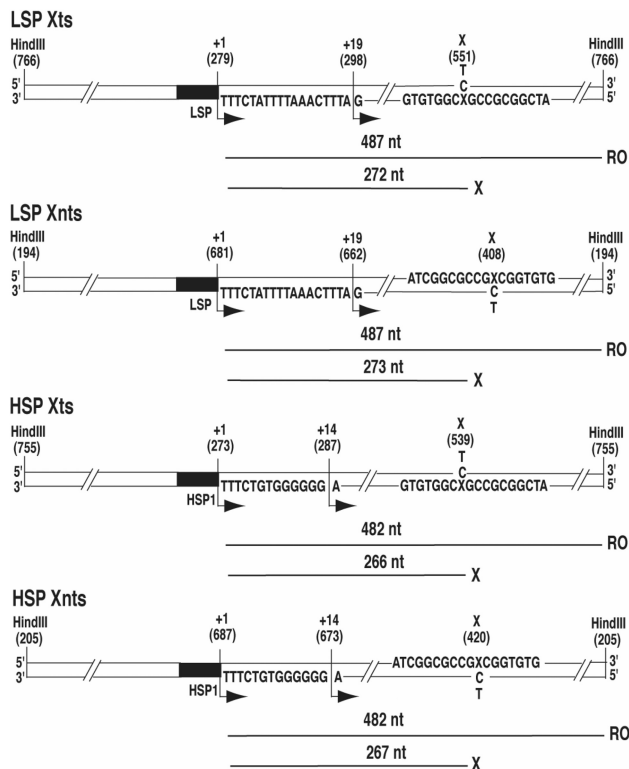 LSP Xts
HindIII +1 +19 X HindIII
(766) (279) (298) (551) (766)
T
5' C 3'
3' TTTCTATTTTAAACTTTAG GTGTGGCXGCCGCGGCTA 5'
LSP
487 nt
RO
272 nt
X
LSP Xnts
HindIII +1 +19 X HindIII
(194) (681) (662) (408) (194)
5' ATCGGCGCCGXCGGTGTG 3'
3' TTTCTATTTTAAACTTTAG C 5'
LSP T
487 nt
RO
273 nt
X
HSP Xts
HindIII +1 +14 X HindIII
(755) (273) (287) (539) (755)
T
5' C 3'
3' TTTCTGTGGGGGG A GTGTGGCXGCCGCGGCTA 5'
HSP1
482 nt
RO
266 nt
X
HSP Xnts
HindIII +1 +14 X HindIII
(205) (687) (673) (420) (205)
5' ATCGGCGCCGXCGGTGTG 3'
3' TTTCTGTGGGGGG A C 5'
HSP1 T
482 nt
RO
267 nt
X